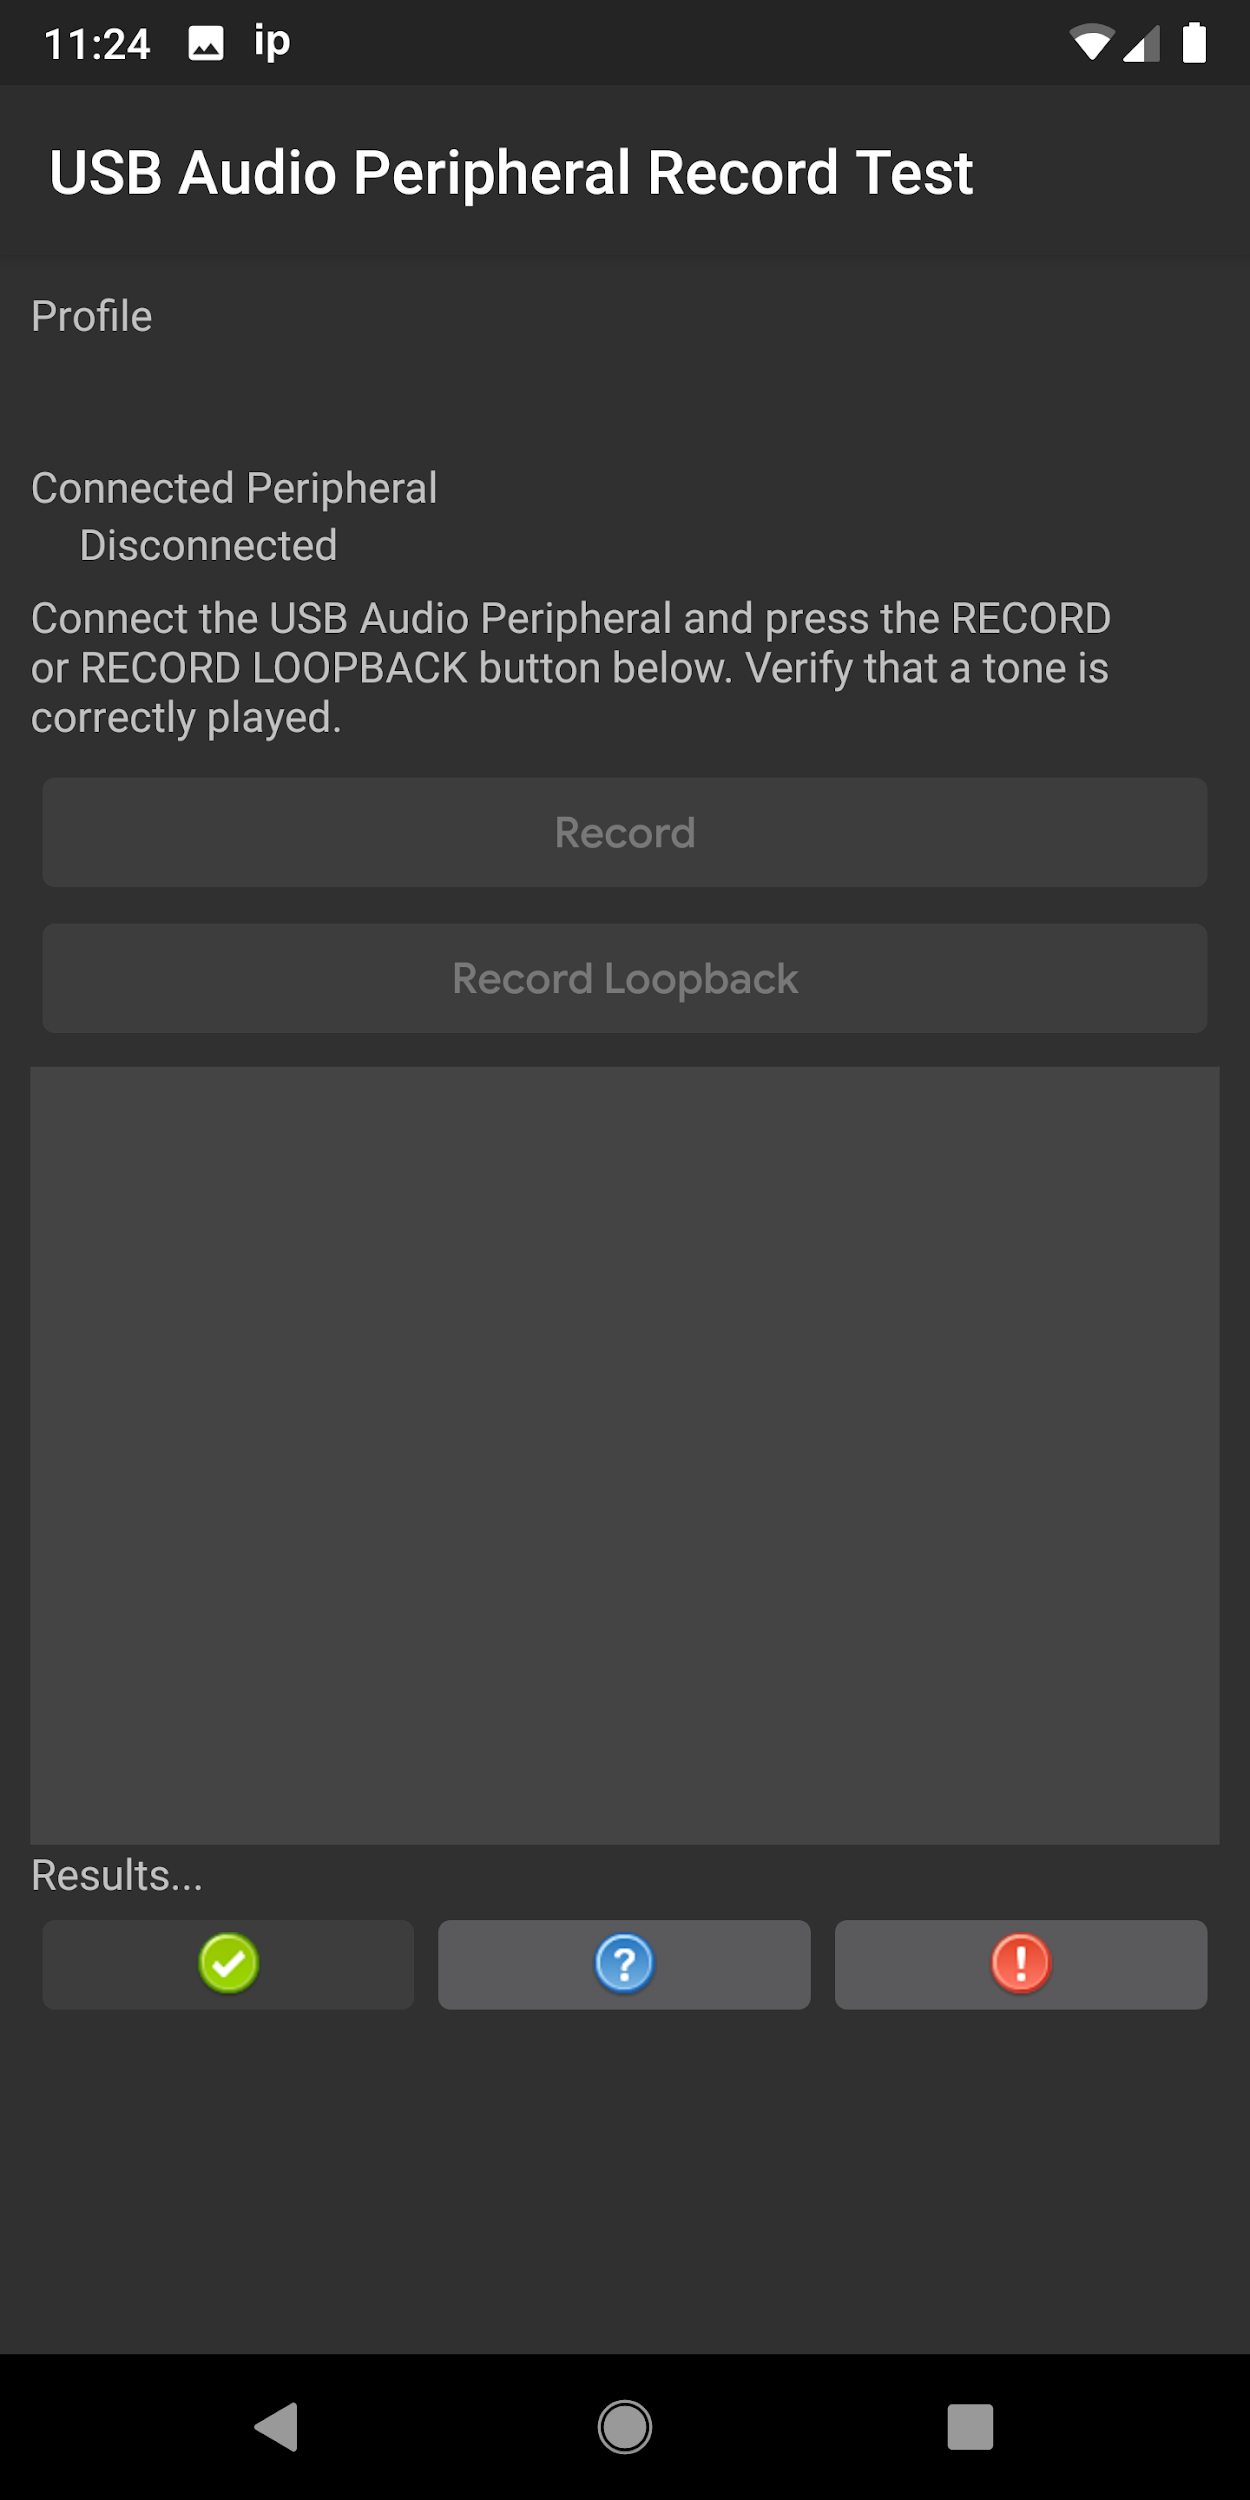 11:24 ip
USB Audio Peripheral Record Test
Profile
Connected Peripheral
Disconnected
Connect the USB Audio Peripheral and press the RECORD
or RECORD LOOPBACK button below. Verify that a tone is
correctly played.
Record
Record Loopback
Results...